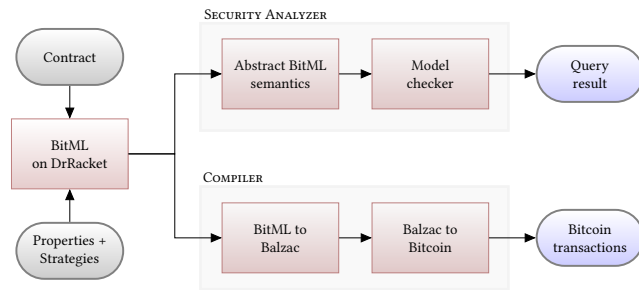 SECURITY ANALYZER
Contract
Abstract BitML
semantics
Model
checker
Query
result
BitML
on DrRacket
COMPILER
Properties +
Strategies
BitML to
Balzac
Balzac to
Bitcoin
Bitcoin
transactions